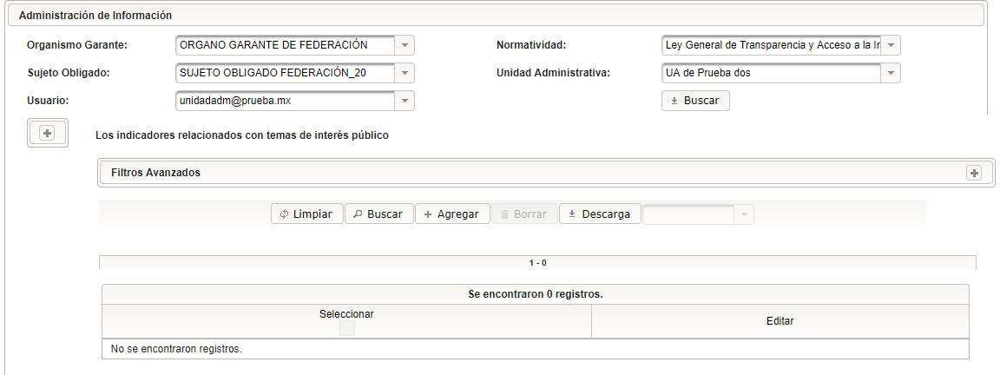 Administración de Información
Organismo Garante: ORGANO GARANTE DE FEDERACIÓN Normatividad: Ley General de Transparencia y Acceso a la Ir
Sujeto Obligado: SUJETO OBLIGADO FEDERACIÓN_20 Unidad Administrativa: UA de Prueba dos
Usuario: unidadadm@prueba.mx Buscar
Los indicadores relacionados con temas de interés público
Filtros Avanzados
Limpiar Buscar Agregar Borrar Descarga
1 - 0
Se encontraron 0 registros.
Seleccionar Editar
No se encontraron registros.